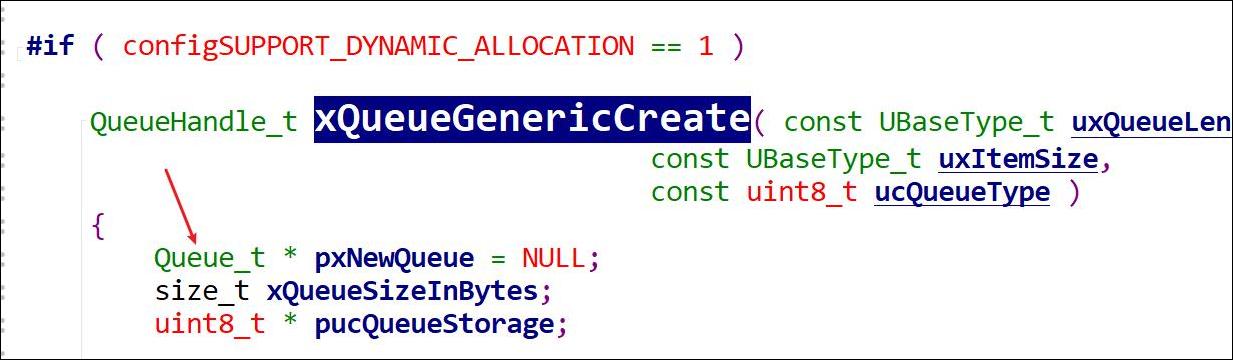 #if ( configSUPPORT_DYNAMIC_ALLOCATION == 1 )
QueueHandle_t xQueueGenericCreate( const UBaseType_t uxQueueLen
const UBaseType_t uxItemSize,
const uint8_t ucQueueType )
{
Queue_t * pxNewQueue = NULL;
size_t xQueueSizeInBytes;
uint8_t * pucQueueStorage;